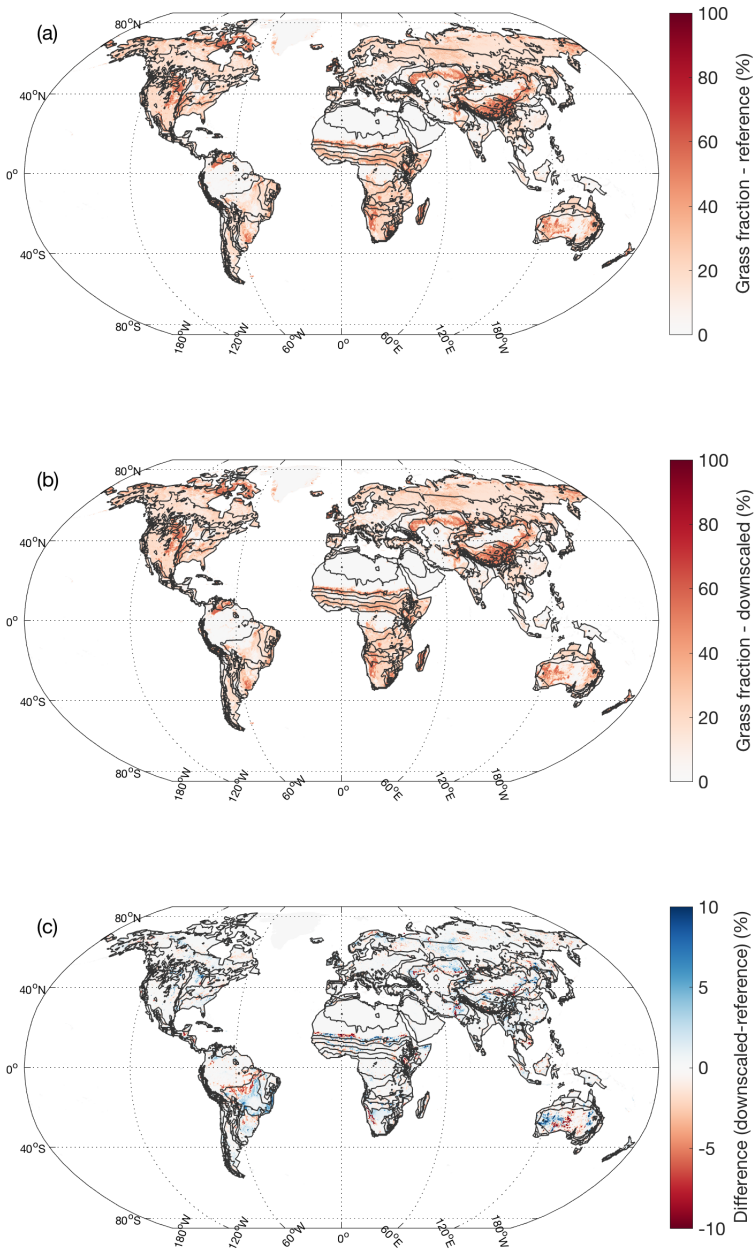 (a)
80°N
40°N
0°
40°S
80°S
180°W
120°W
60°W
0°
60°E
120°E
180°W
100
80
60
40
20
0
Grass fraction - reference (%)
(b)
80°N
40°N
0°
40°S
80°S
180°W
120°W
60°W
0°
60°E
120°E
180°W
100
80
60
40
20
0
Grass fraction - downscaled (%)
(c)
80°N
40°N
0°
40°S
80°S
180°W
120°W
60°W
0°
60°E
120°E
180°W
10
5
0
-5
-10
Difference (downscaled-reference) (%)